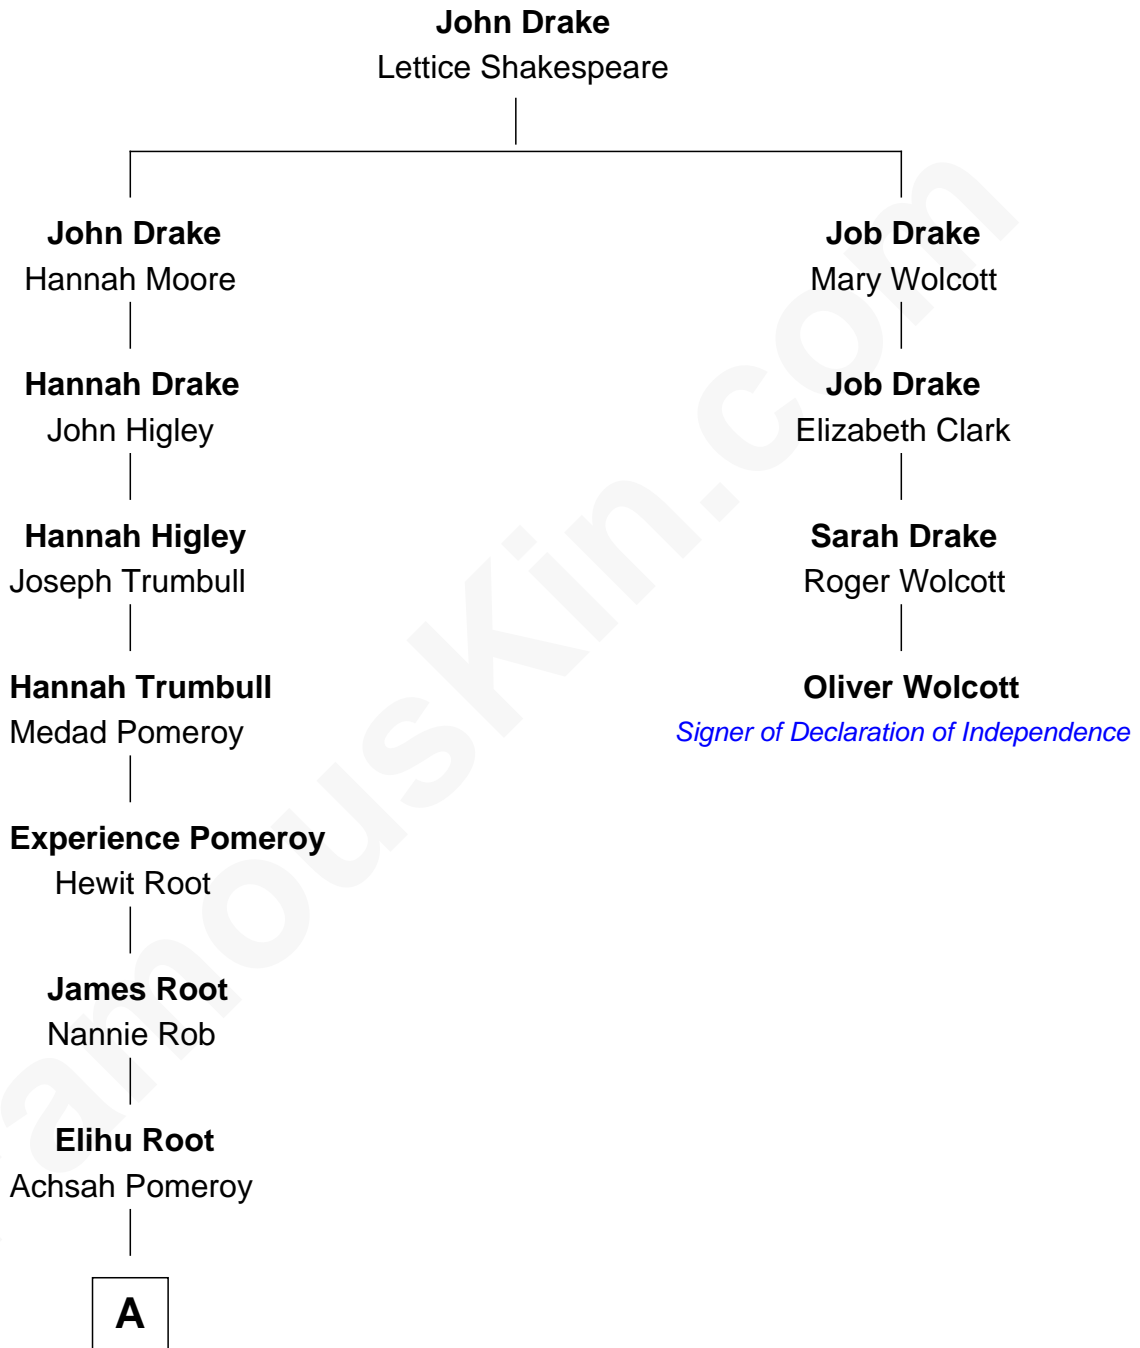 John Drake
Lettice Shakespeare
John Drake
Hannah Moore
Job Drake
Mary Wolcott
Hannah Drake
John Higley
Job Drake
Elizabeth Clark
Hannah Higley
Joseph Trumbull
Sarah Drake
Roger Wolcott
Hannah Trumbull
Medad Pomeroy
Oliver Wolcott
Signer of Declaration of Independence
Experience Pomeroy
Hewit Root
James Root
Nannie Rob
Elihu Root
Achsah Pomeroy
A
amouskin.com